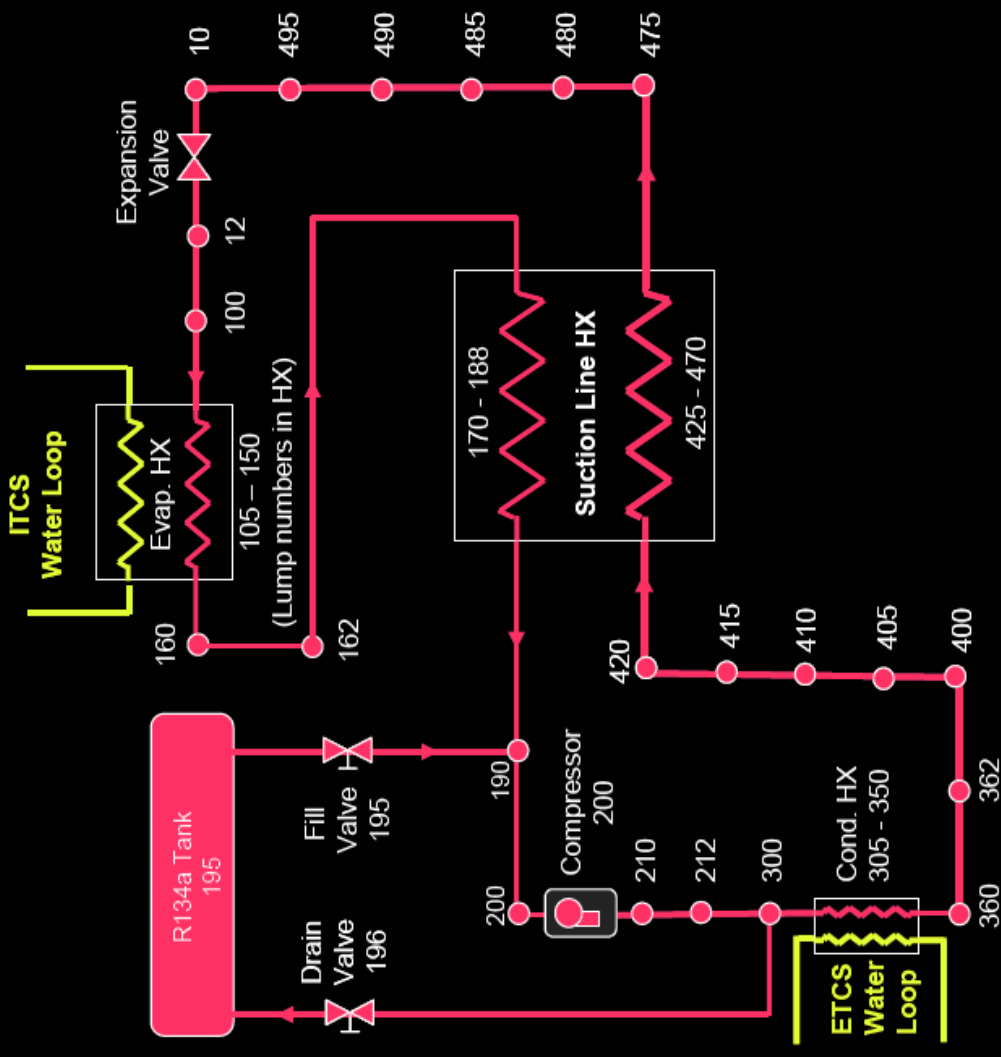 ITCS
Water Loop
Evap. HX
105 – 150
(Lump numbers in HX)
160
162
100
12
Expansion
Valve
10
495
490
485
480
475
R134a Tank
195
Fill
Valve
195
Drain
Valve
196
190
200
Compressor
200
210
212
300
Cond. HX
305 - 350
ETCS
Water
Loop
360
362
400
405
410
415
420
170 - 188
Suction Line HX
425 - 470